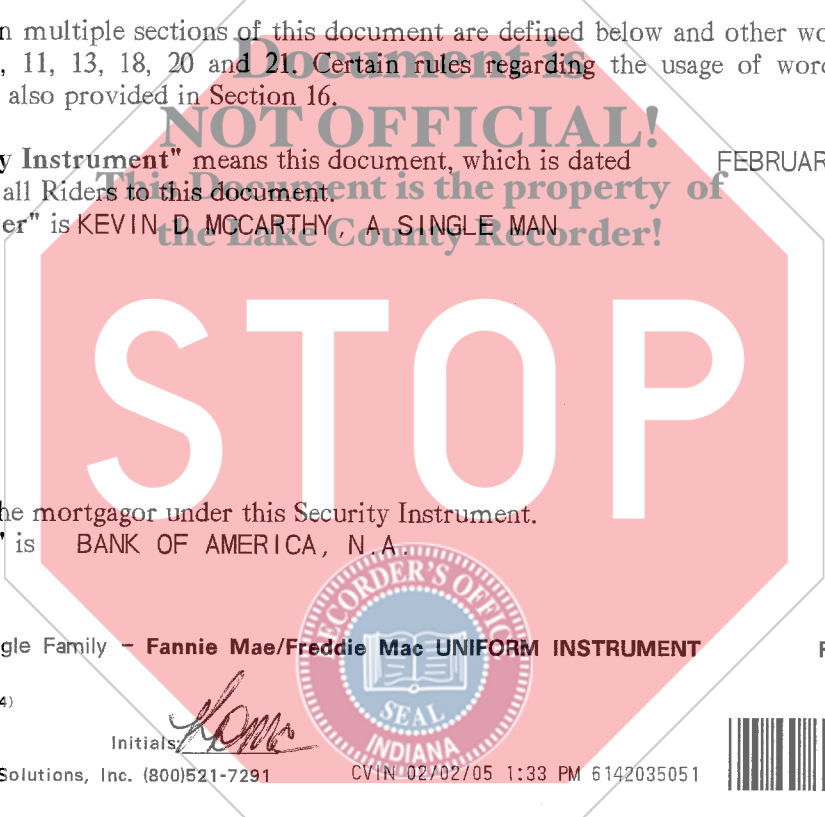 n multiple sections of this document are defined below and other wo
, 11, 13, 18, 20 and 21. Certain rules regarding the usage of word
also provided in Section 16.
Document is
NOT OFFICIAL!
This Document is the property of
the Lake County Recorder!
y Instrument" means this document, which is dated FEBRUAR
all Riders to this document.
er" is KEVIN D MCCARTHY, A SINGLE MAN
STOP
he mortgagor under this Security Instrument.
" is BANK OF AMERICA, N.A.
RECORDER'S OFFIC
SEAL
INDIANA
gle Family - Fannie Mae/Freddie Mac UNIFORM INSTRUMENT F
4)
Initials:
Solutions, Inc. (800)521-7291 CVIN 02/02/05 1:33 PM 6142035051